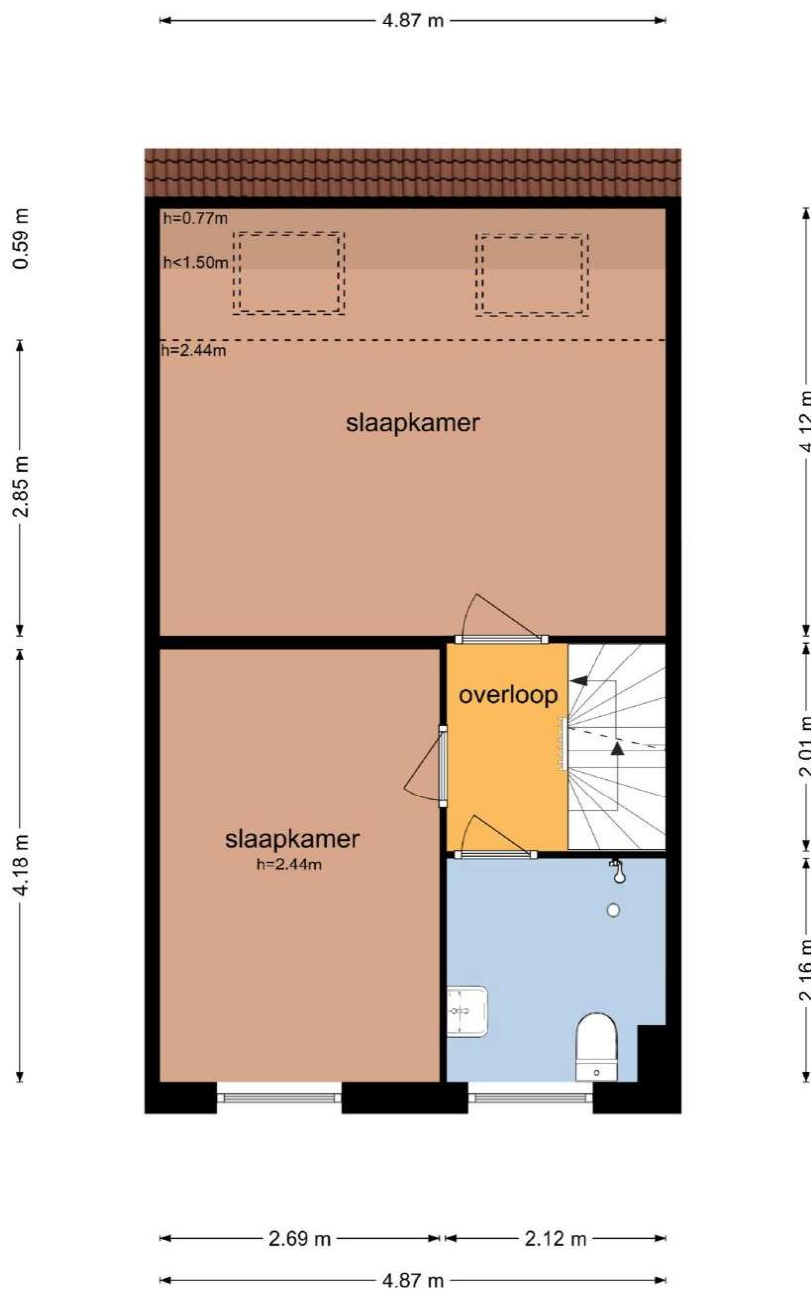 4.87 m
h=0.77m
h<1.50m
h=2.44m
0.59 m
2.85 m
4.18 m
slaapkamer
overloop
slaapkamer
h=2.44m
4.12 m
2.01 m
2.16 m
2.69 m
2.12 m
4.87 m